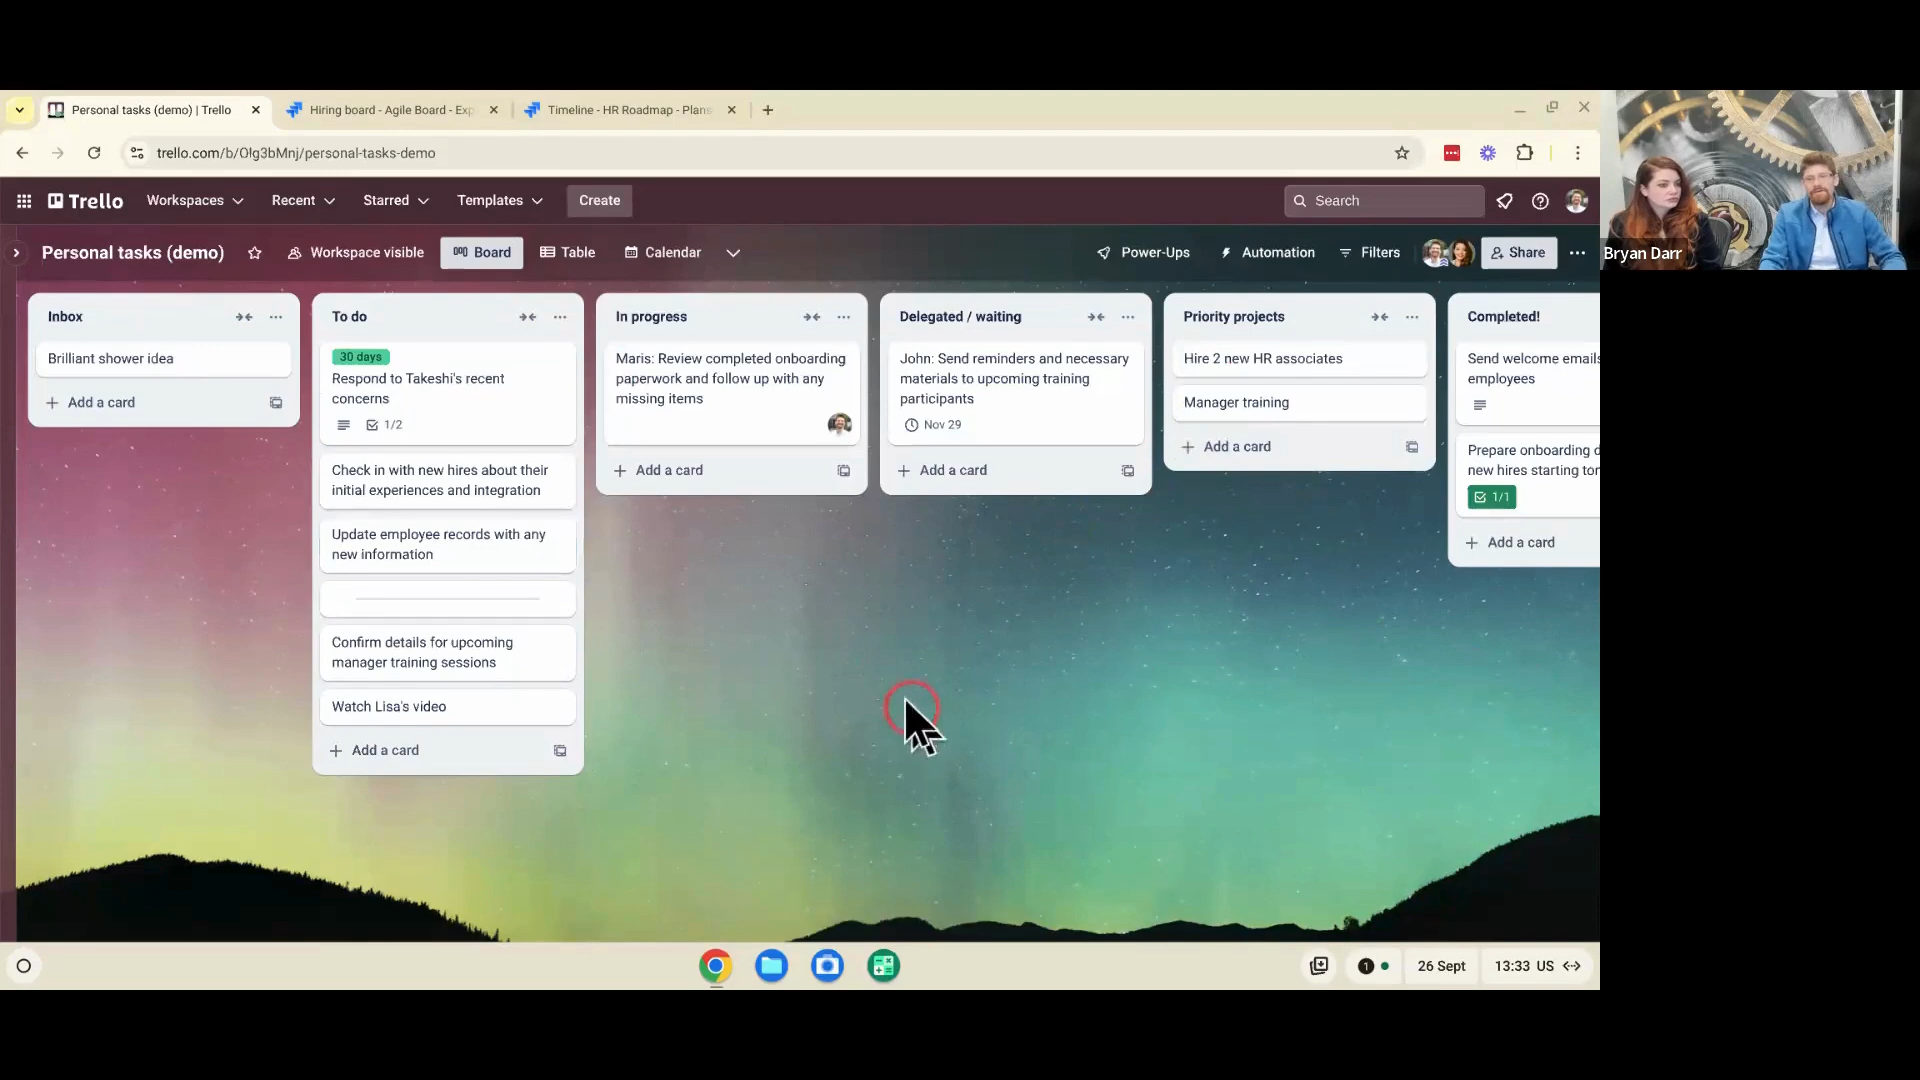 Personal tasks (demo) | Trello
Hiring board - Agile Board - Exp
Timeline - HR Roadmap - Plans
trello.com/b/Olg3bMnj/personal-tasks-demo
Trello
Workspaces
Recent
Starred
Templates
Create
Search
Personal tasks (demo)
Workspace visible
Board
Table
Calendar
Power-Ups
Automation
Filters
Share
Bryan Darr
Inbox
Brilliant shower idea
Add a card
To do
30 days
Respond to Takeshi's recent
concerns
1/2
Check in with new hires about their
initial experiences and integration
Update employee records with any
new information
Confirm details for upcoming
manager training sessions
Watch Lisa's video
Add a card
In progress
Maris: Review completed onboarding
paperwork and follow up with any
missing items
Add a card
Delegated / waiting
John: Send reminders and necessary
materials to upcoming training
participants
Nov 29
Add a card
Priority projects
Hire 2 new HR associates
Manager training
Add a card
Completed!
Send welcome emails
employees
Prepare onboarding d
new hires starting tor
1/1
Add a card
1
26 Sept
13:33 US